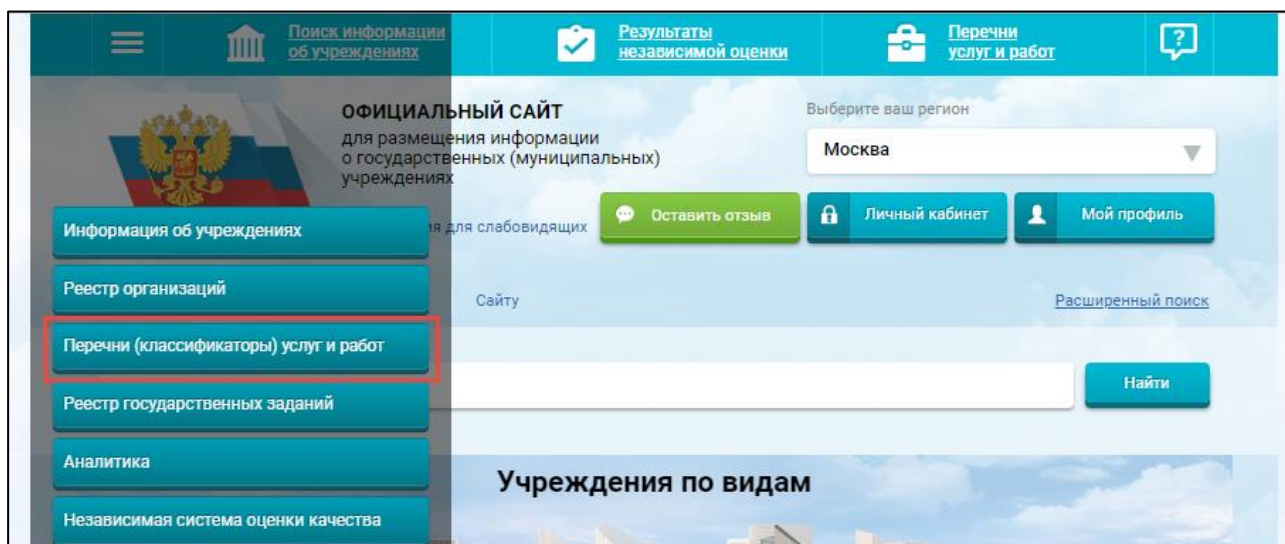 Поиск информации
об учреждениях
Результаты
независимой оценки
Перечни
услуг и работ
?
ОФИЦИАЛЬНЫЙ САЙТ
для размещения информации
о государственных (муниципальных)
учреждениях
Выберите ваш регион
Москва
для слабовидящих
Оставить отзыв
Личный кабинет
Мой профиль
Информация об учреждениях
Реестр организаций
Сайту
Расширенный поиск
Перечни (классификаторы) услуг и работ
Найти
Реестр государственных заданий
Аналитика
Учреждения по видам
Независимая система оценки качества